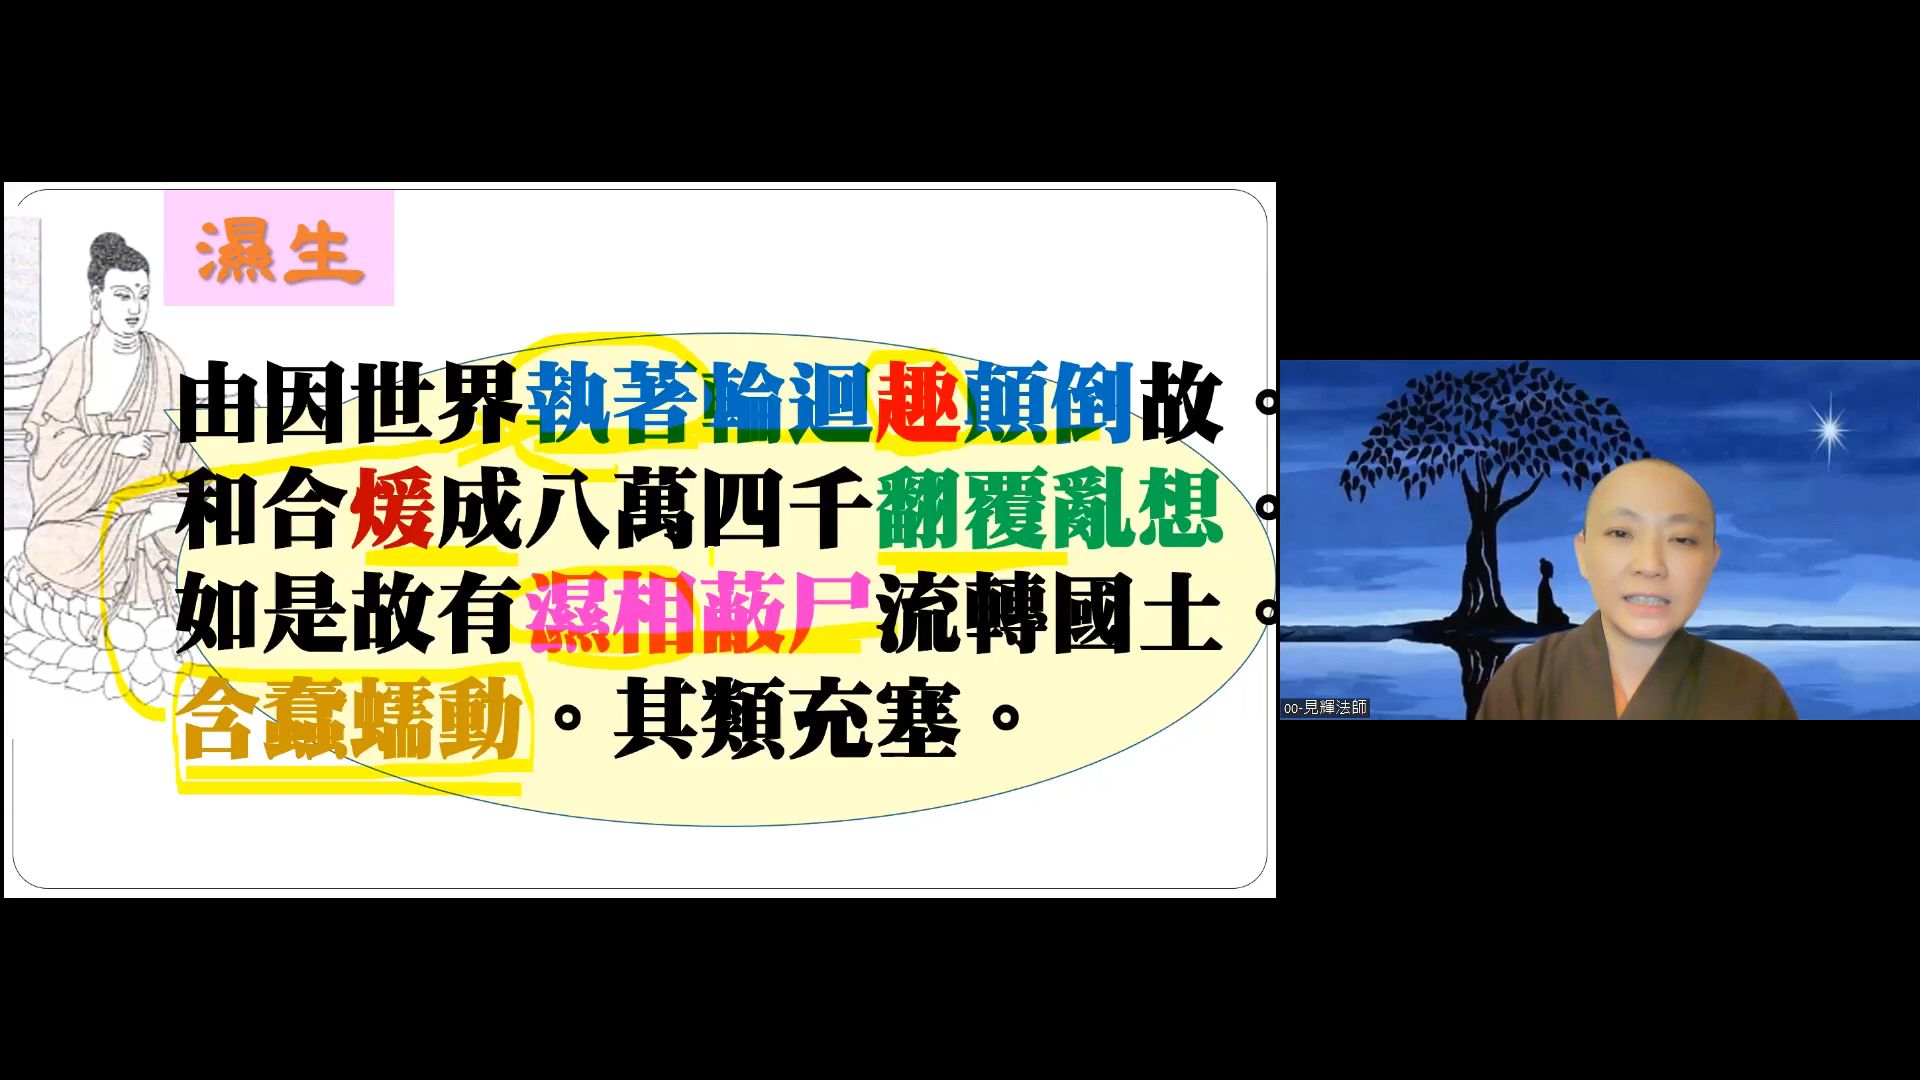 濕生
由因世界執著輪迴趣顛倒故。
和合煖成八萬四千翻覆亂想。
如是故有濕相蔽尸流轉國土。
含蠢蠕動。其類充塞。
oo-見輝法師